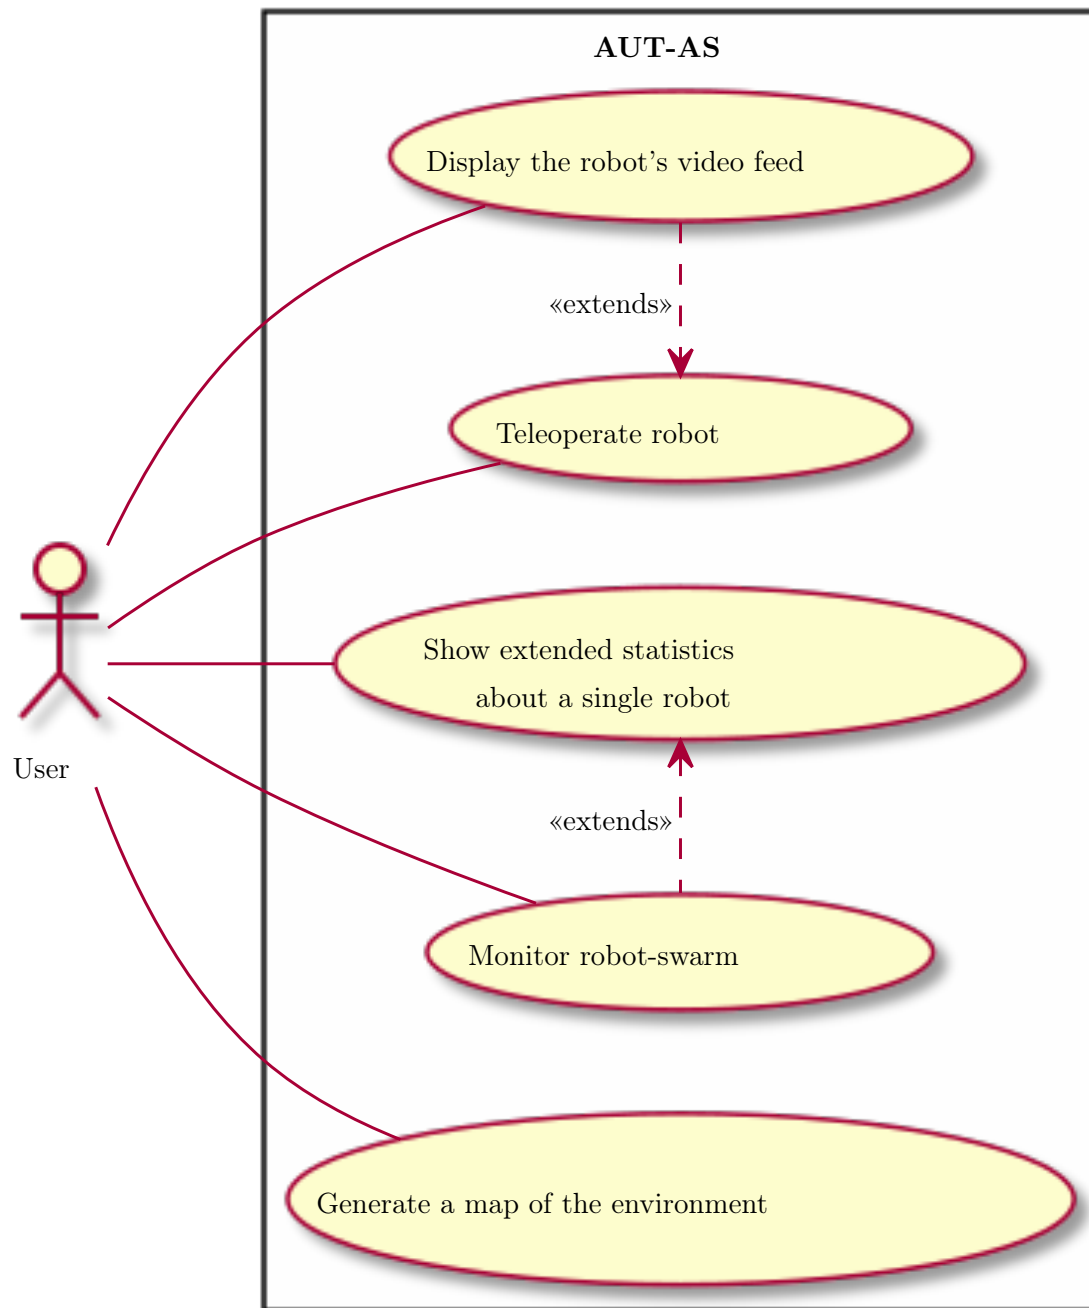 AUT-AS
Display the robot's video feed
«extends»
Teleoperate robot
Show extended statistics
about a single robot
User
«extends»
Monitor robot-swarm
Generate a map of the environment